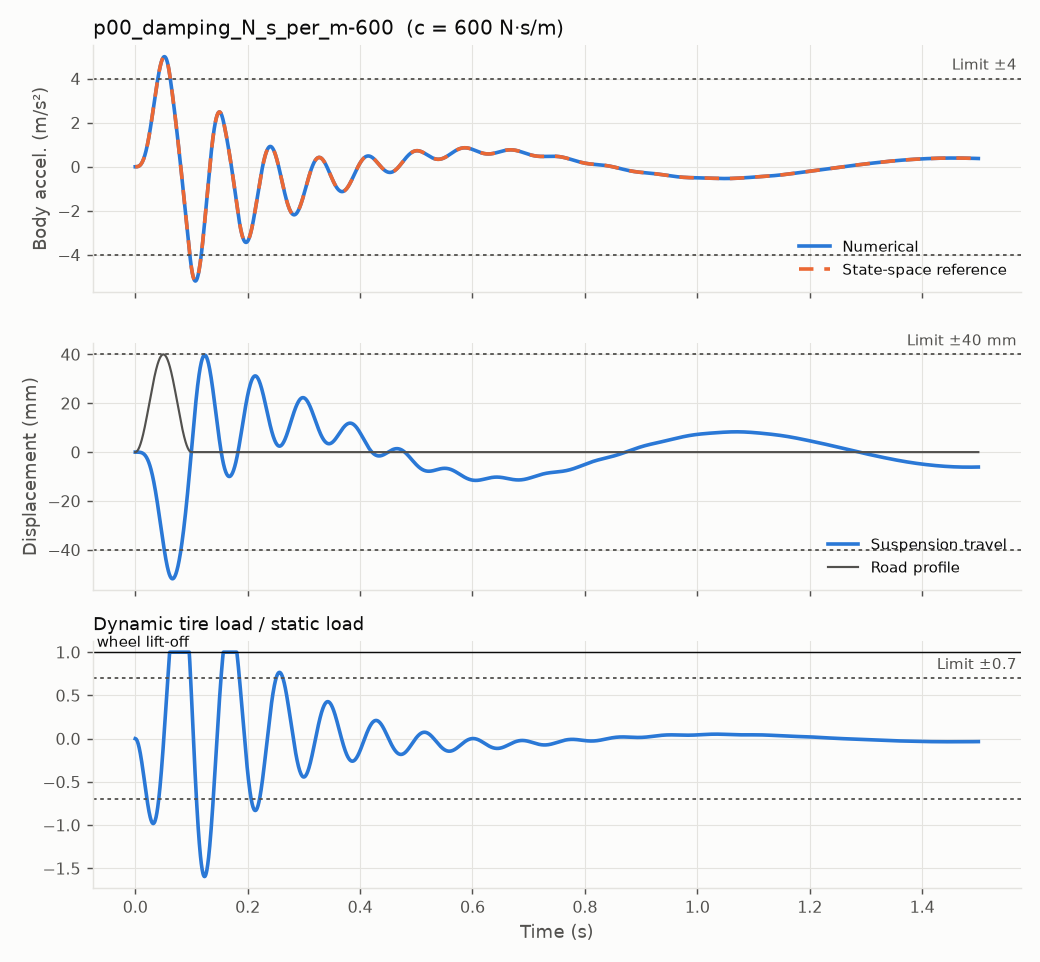 p00_damping_N_s_per_m-600  (c = 600 N·s/m)
Limit ±4
4
2
0
−2
−4
Body accel. (m/s²)
Numerical
State-space reference
Limit ±40 mm
40
20
0
−20
−40
Displacement (mm)
Suspension travel
Road profile
Dynamic tire load / static load
wheel lift-off
Limit ±0.7
1.0
0.5
0.0
−0.5
−1.0
−1.5
0.0 0.2 0.4 0.6 0.8 1.0 1.2 1.4
Time (s)